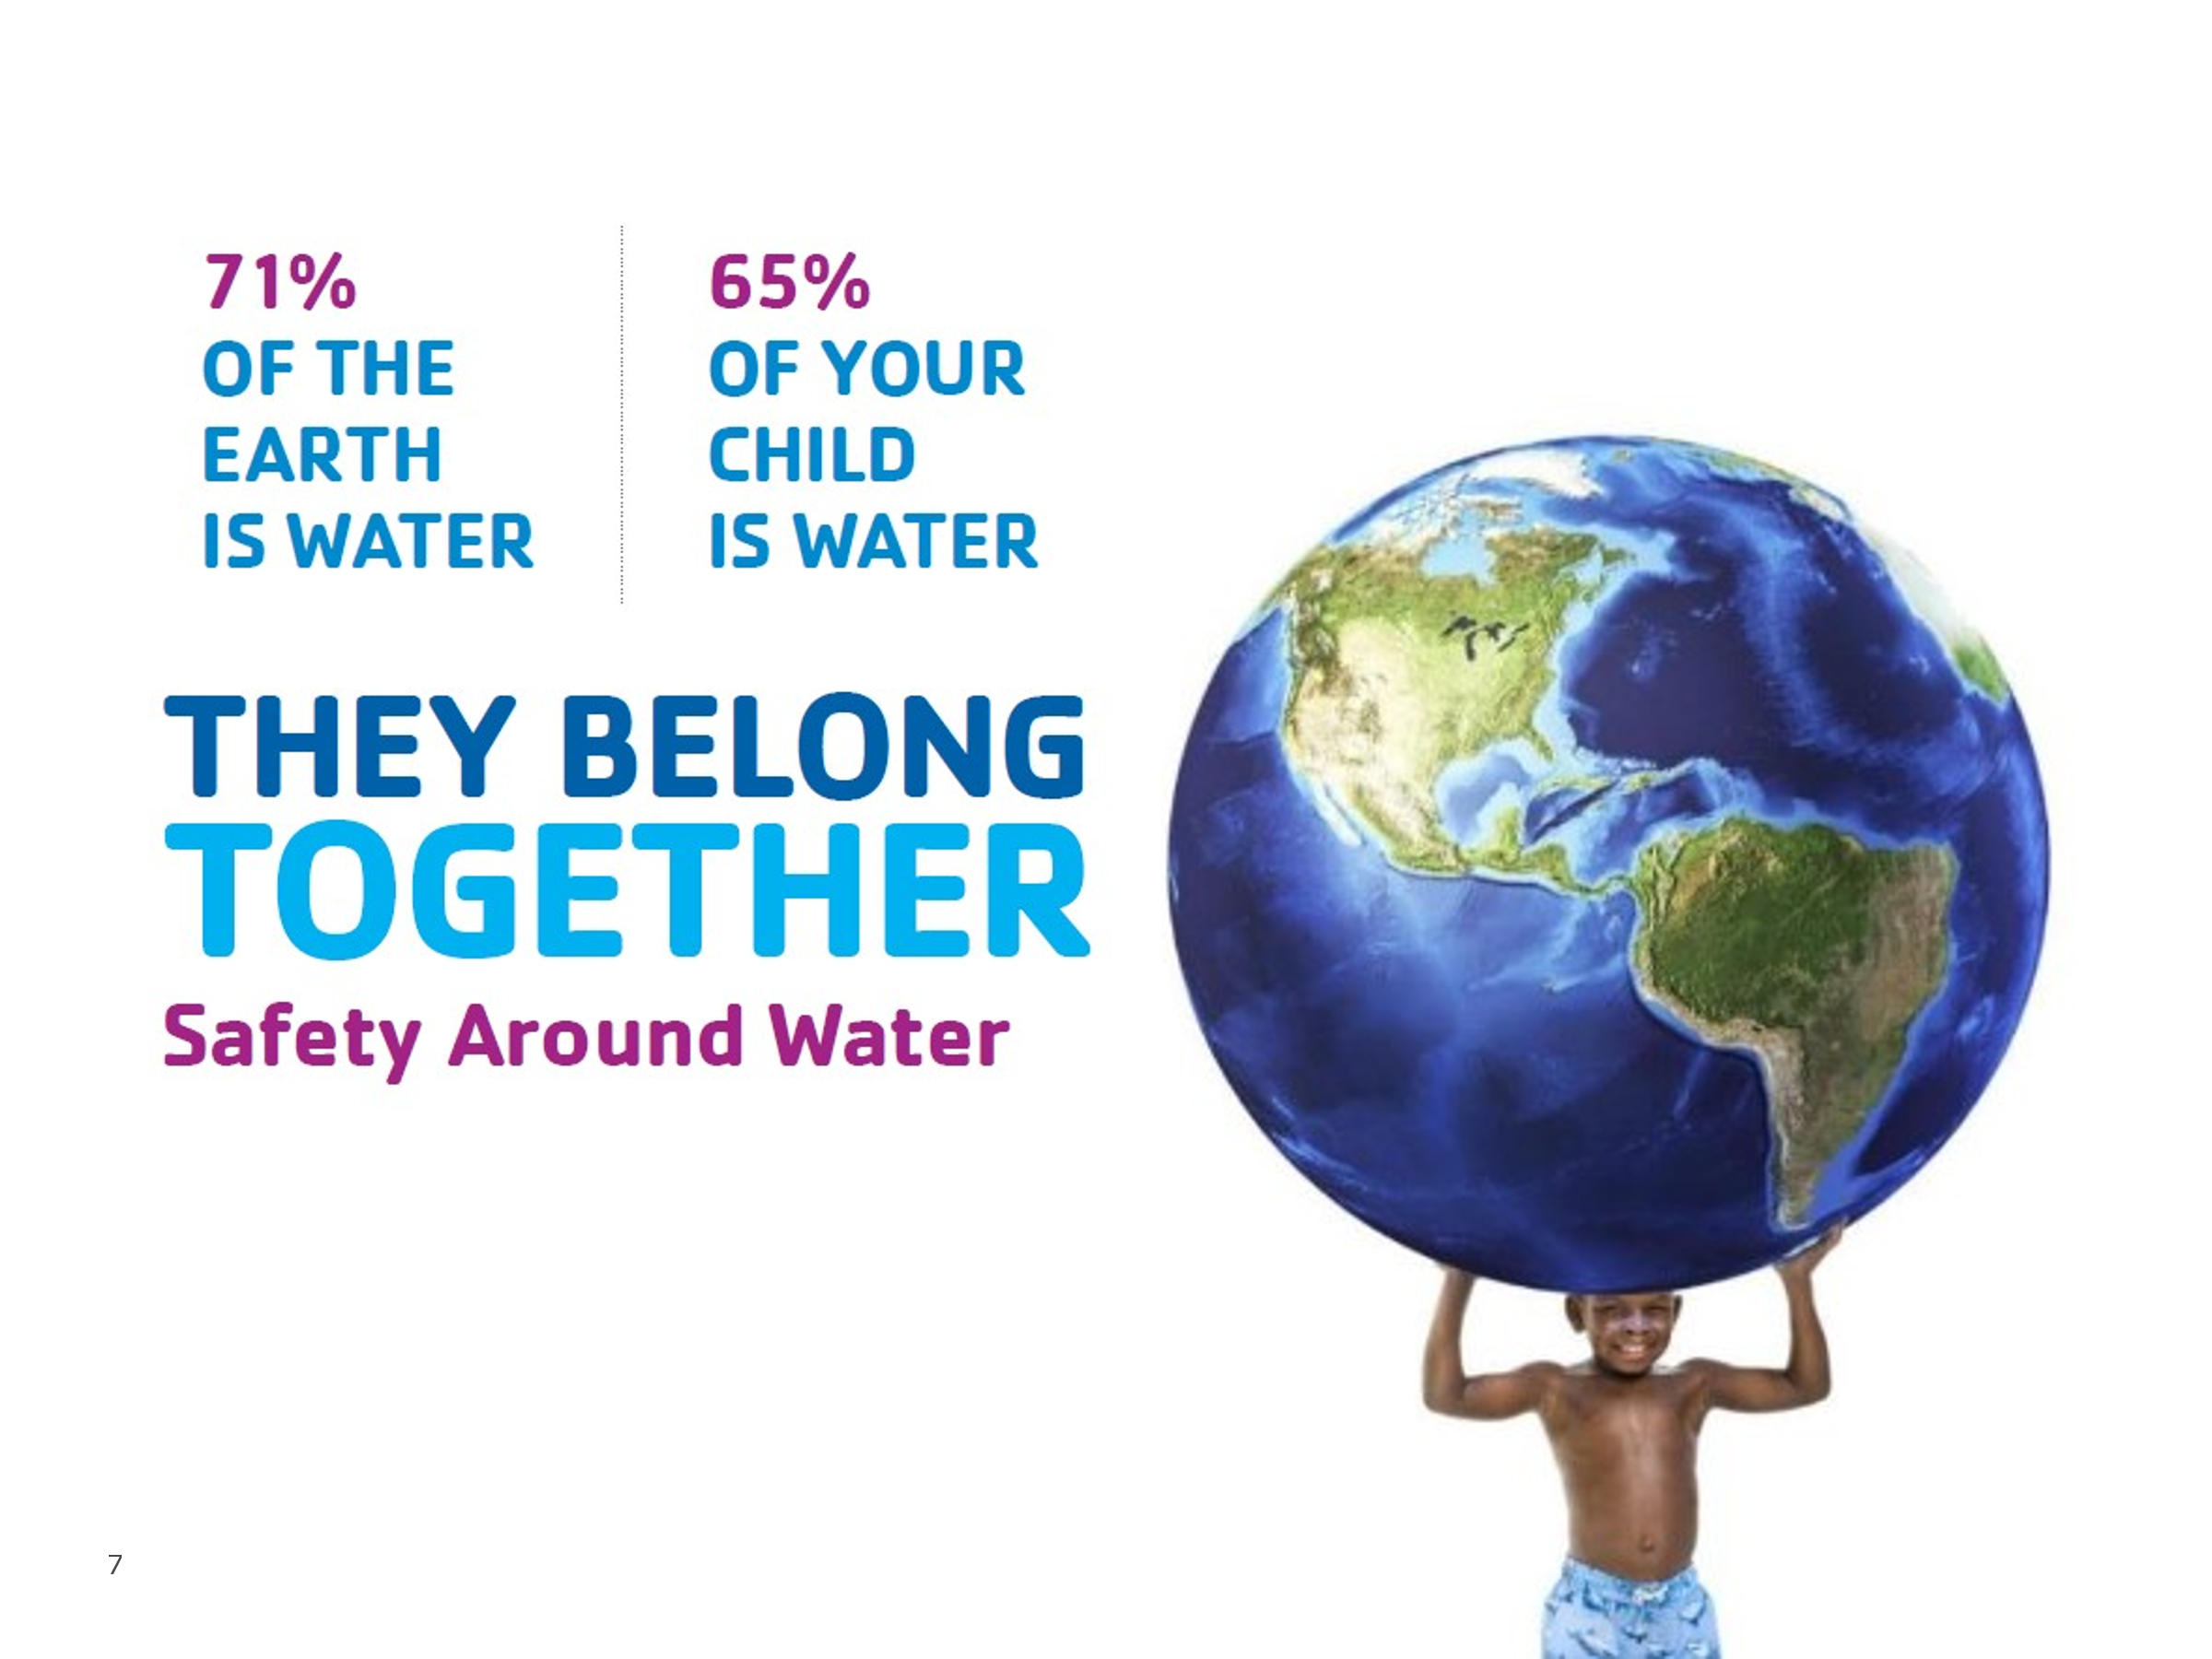 71%
OF THE
EARTH
IS WATER
65%
OF YOUR
CHILD
IS WATER
THEY BELONG
TOGETHER
Safety Around Water
7